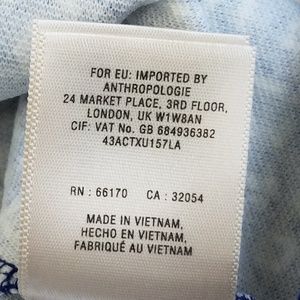 FOR EU: IMPORTED BY
ANTHROPOLOGIE
24 MARKET PLACE, 3RD FLOOR,
LONDON, UK W1W8AN
CIF: VAT No. GB 684936382
43ACTXU157LA
RN : 66170 CA : 32054
MADE IN VIETNAM,
HECHO EN VIETNAM,
FABRIQUÉ AU VIETNAM